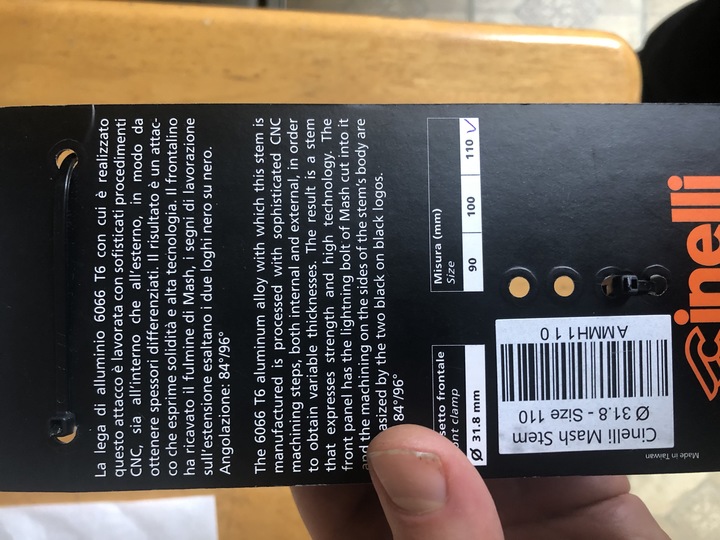 La lega di alluminio 6066 T6 con cui è realizzato
questo attacco è lavorata con sofisticati procedimenti
CNC, sia all'interno che all'esterno, in modo da
ottenere spessori differenziati. Il risultato è un attac-
co che esprime solidità e alta tecnologia. Il frontalino
ha ricavato il fulmine di Mash, i segni di lavorazione
sull'estensione esaltano i due loghi nero su nero.
Angolazione: 84°/96°
The 6066 T6 aluminum alloy with which this stem is
manufactured is processed with sophisticated CNC
machining steps, both internal and external, in order
to obtain variable thicknesses. The result is a stem
that expresses strength and high technology. The
front panel has the lightning bolt of Mash cut into it
and the machining on the sides of the stem's body are
asized by the two black on black logos.
84°/96°
Misura (mm)
Size
90 100 110 ✓
setto frontale
nt clamp
Ø 31.8 mm
AMMH110
Cinelli Mash Stem
Ø 31.8 - Size 110
Made in Taiwan
cinelli